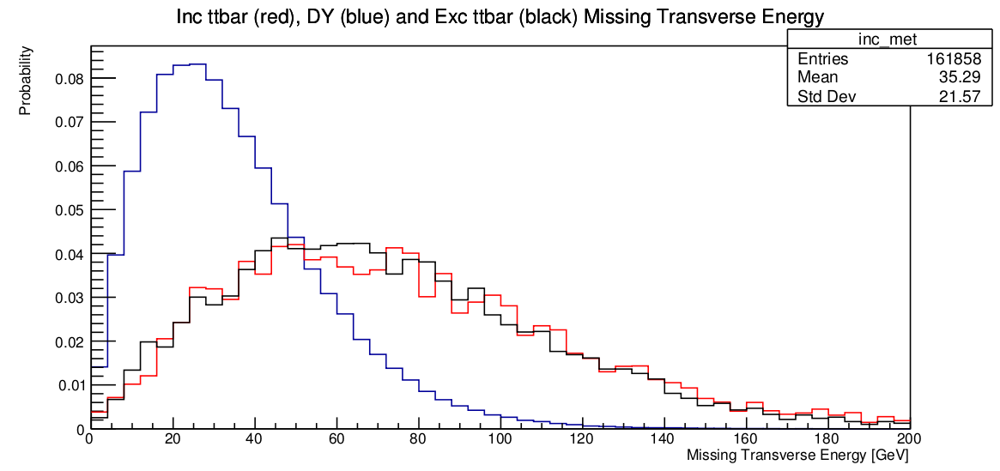 Inc ttbar (red), DY (blue) and Exc ttbar (black) Missing Transverse Energy
inc_met
Entries 161858
Mean 35.29
Std Dev 21.57
Probability
0.08
0.07
0.06
0.05
0.04
0.03
0.02
0.01
0
0 20 40 60 80 100 120 140 160 180 200
Missing Transverse Energy [GeV]